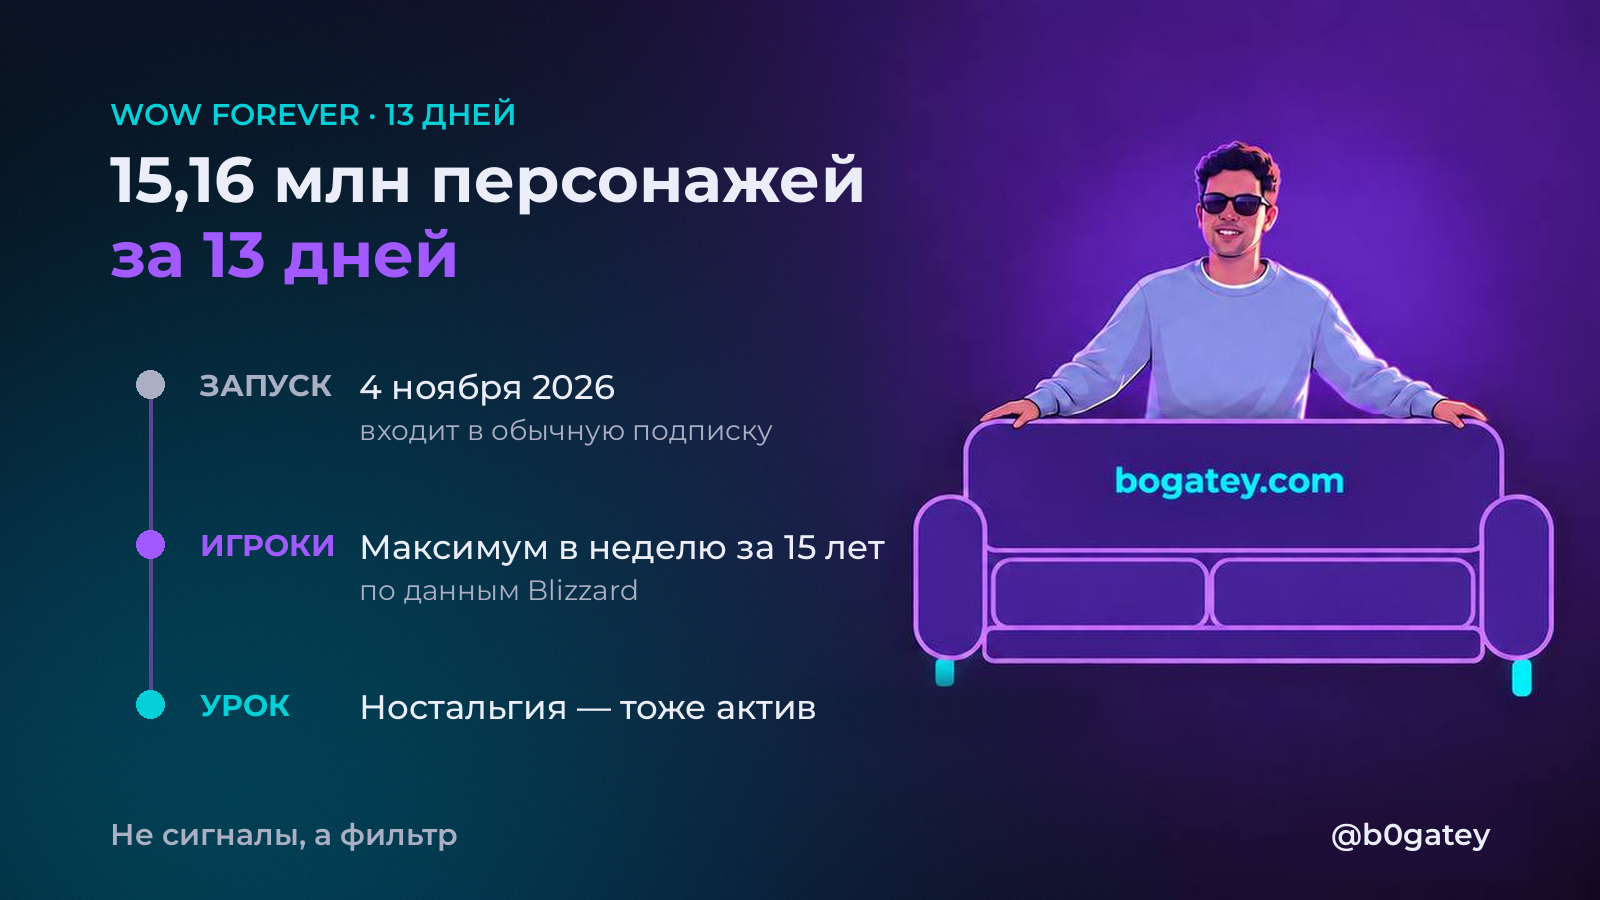 WOW FOREVER · 13 ДНЕЙ
15,16 млн персонажей
за 13 дней
ЗАПУСК 4 ноября 2026
входит в обычную подписку
ИГРОКИ Максимум в неделю за 15 лет
по данным Blizzard
УРОК Ностальгия — тоже актив
bogatey.com
Не сигналы, а фильтр
@b0gatey